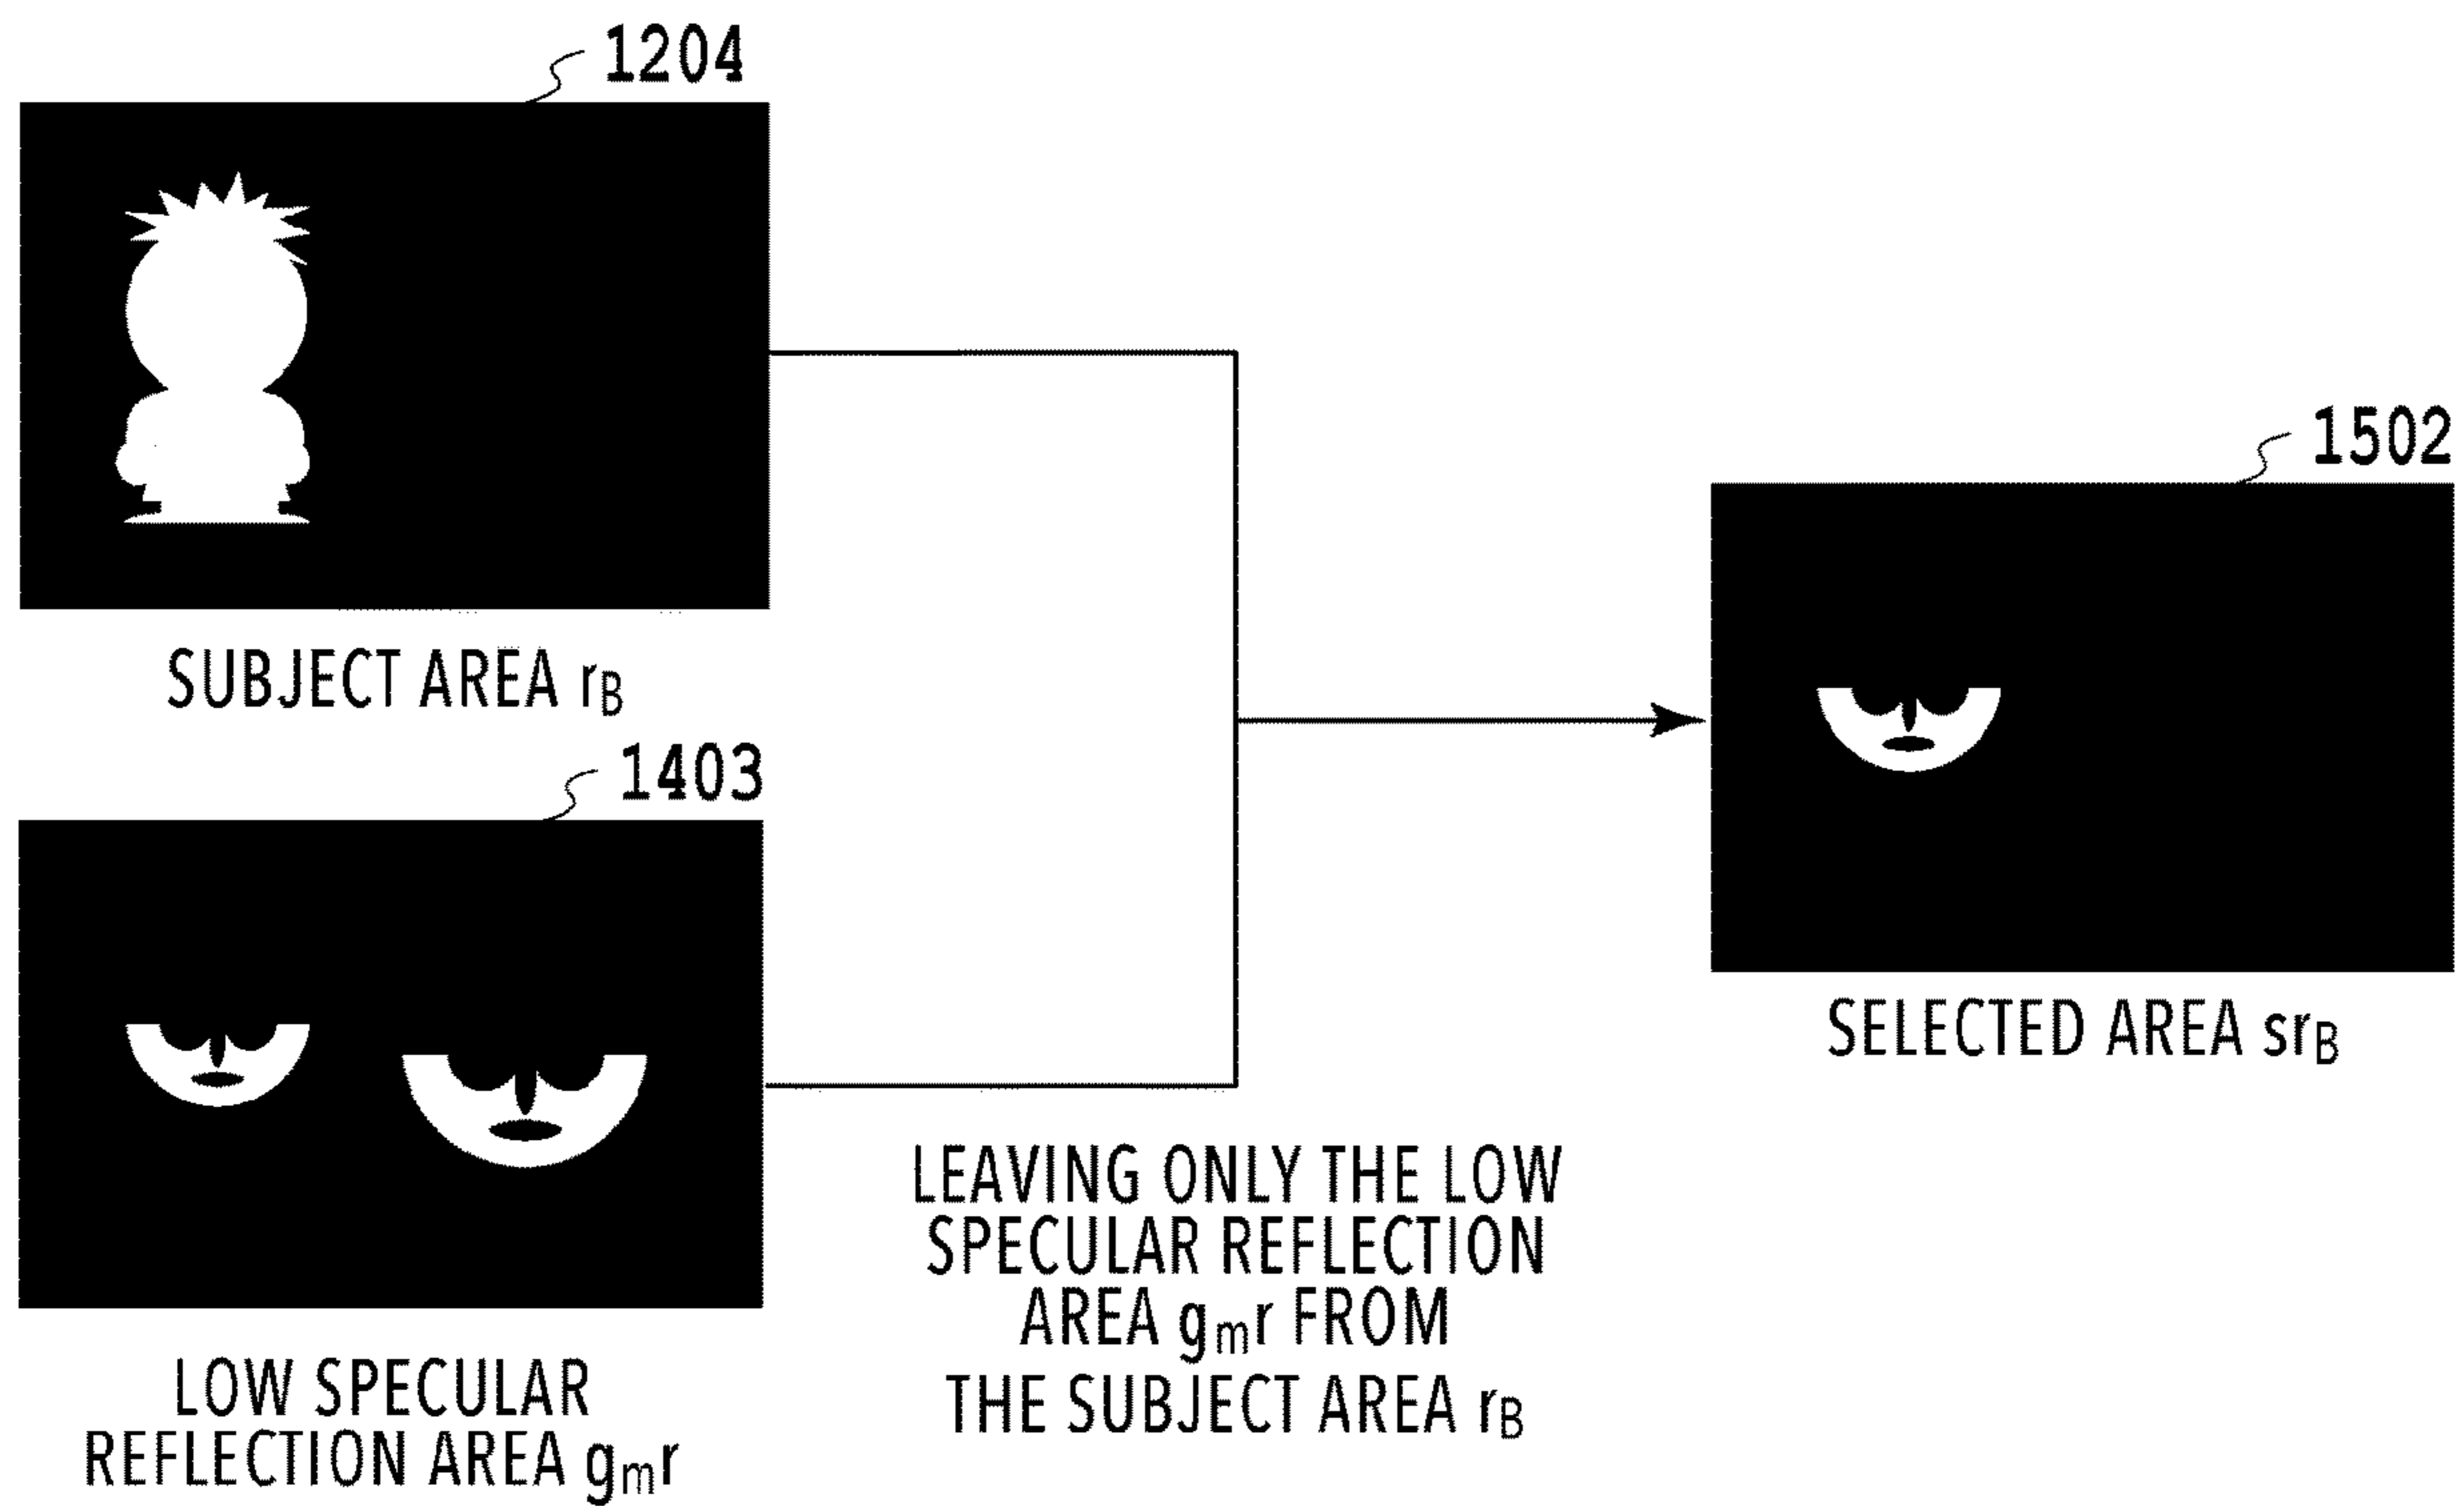 1204
SUBJECT AREA rB
1403
LOW SPECULAR
REFLECTION AREA gmr
LEAVING ONLY THE LOW
SPECULAR REFLECTION
AREA gmr FROM
THE SUBJECT AREA rB
1502
SELECTED AREA srB